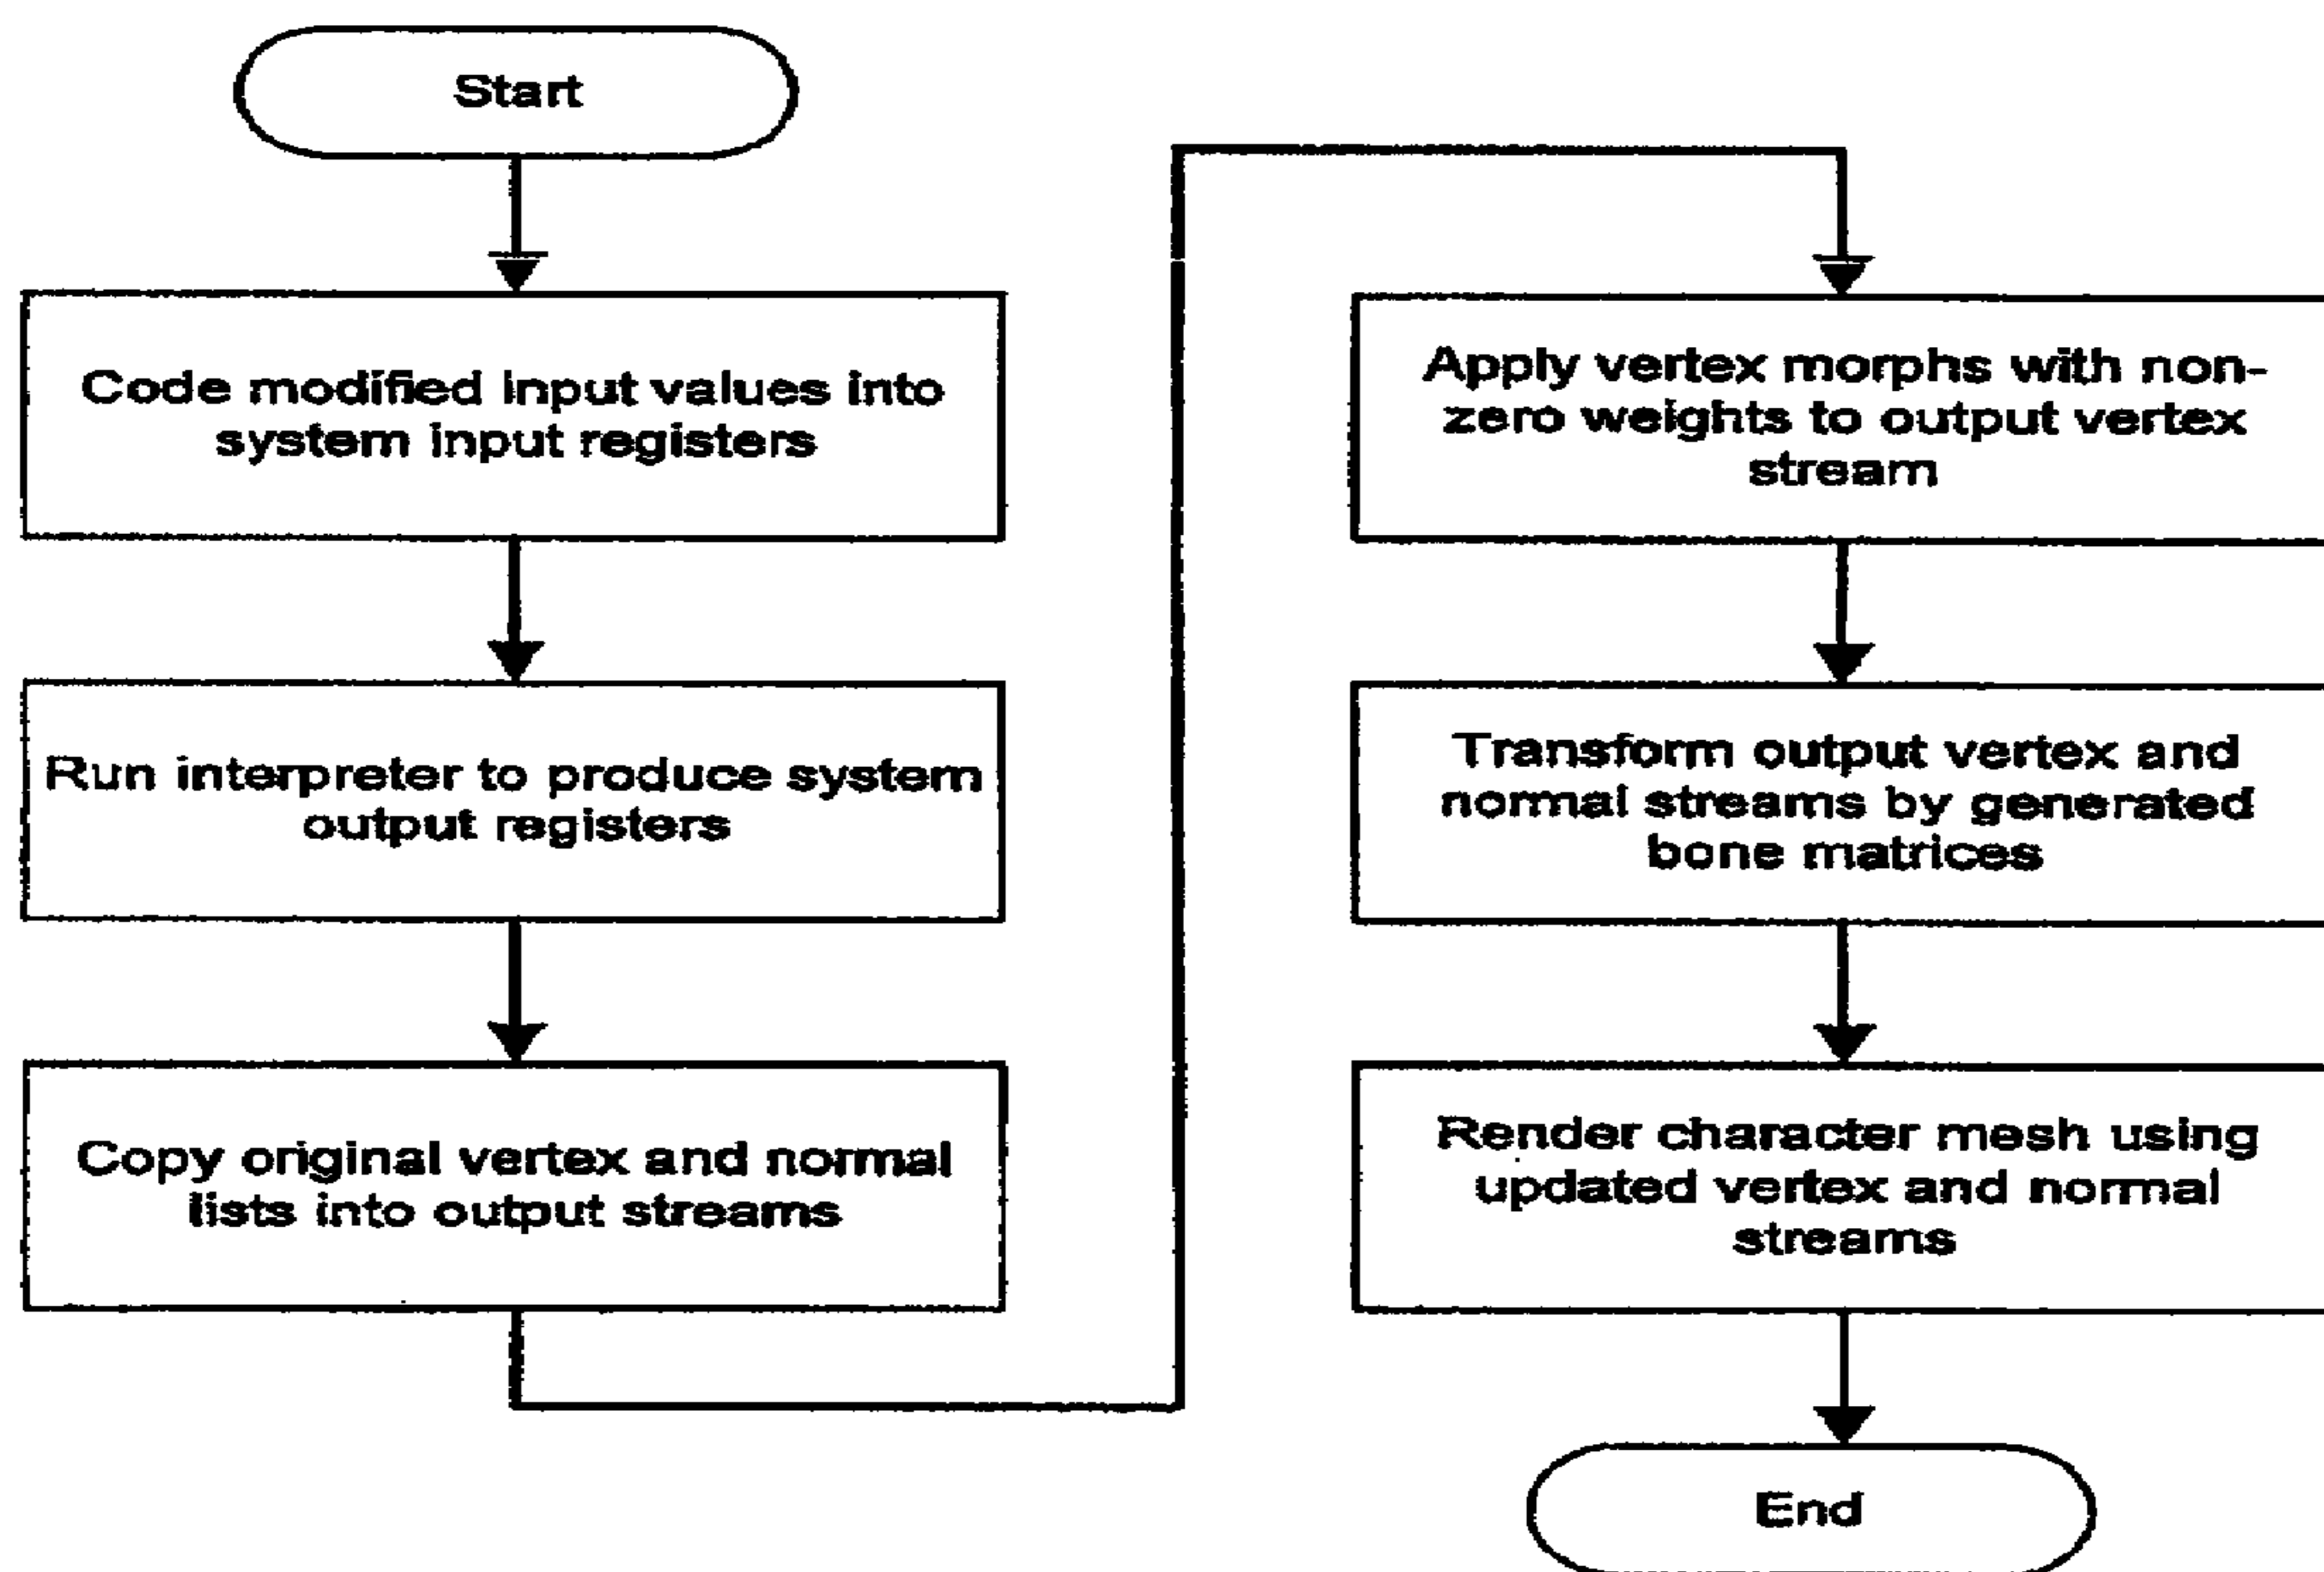 Start
Code modified input values into
system input registers
Run interpreter to produce system
output registers
Copy original vertex and normal
lists into output streams
Apply vertex morphs with non-
zero weights to output vertex
stream
Transform output vertex and
normal streams by generated
bone matrices
Render character mesh using
updated vertex and normal
streams
End